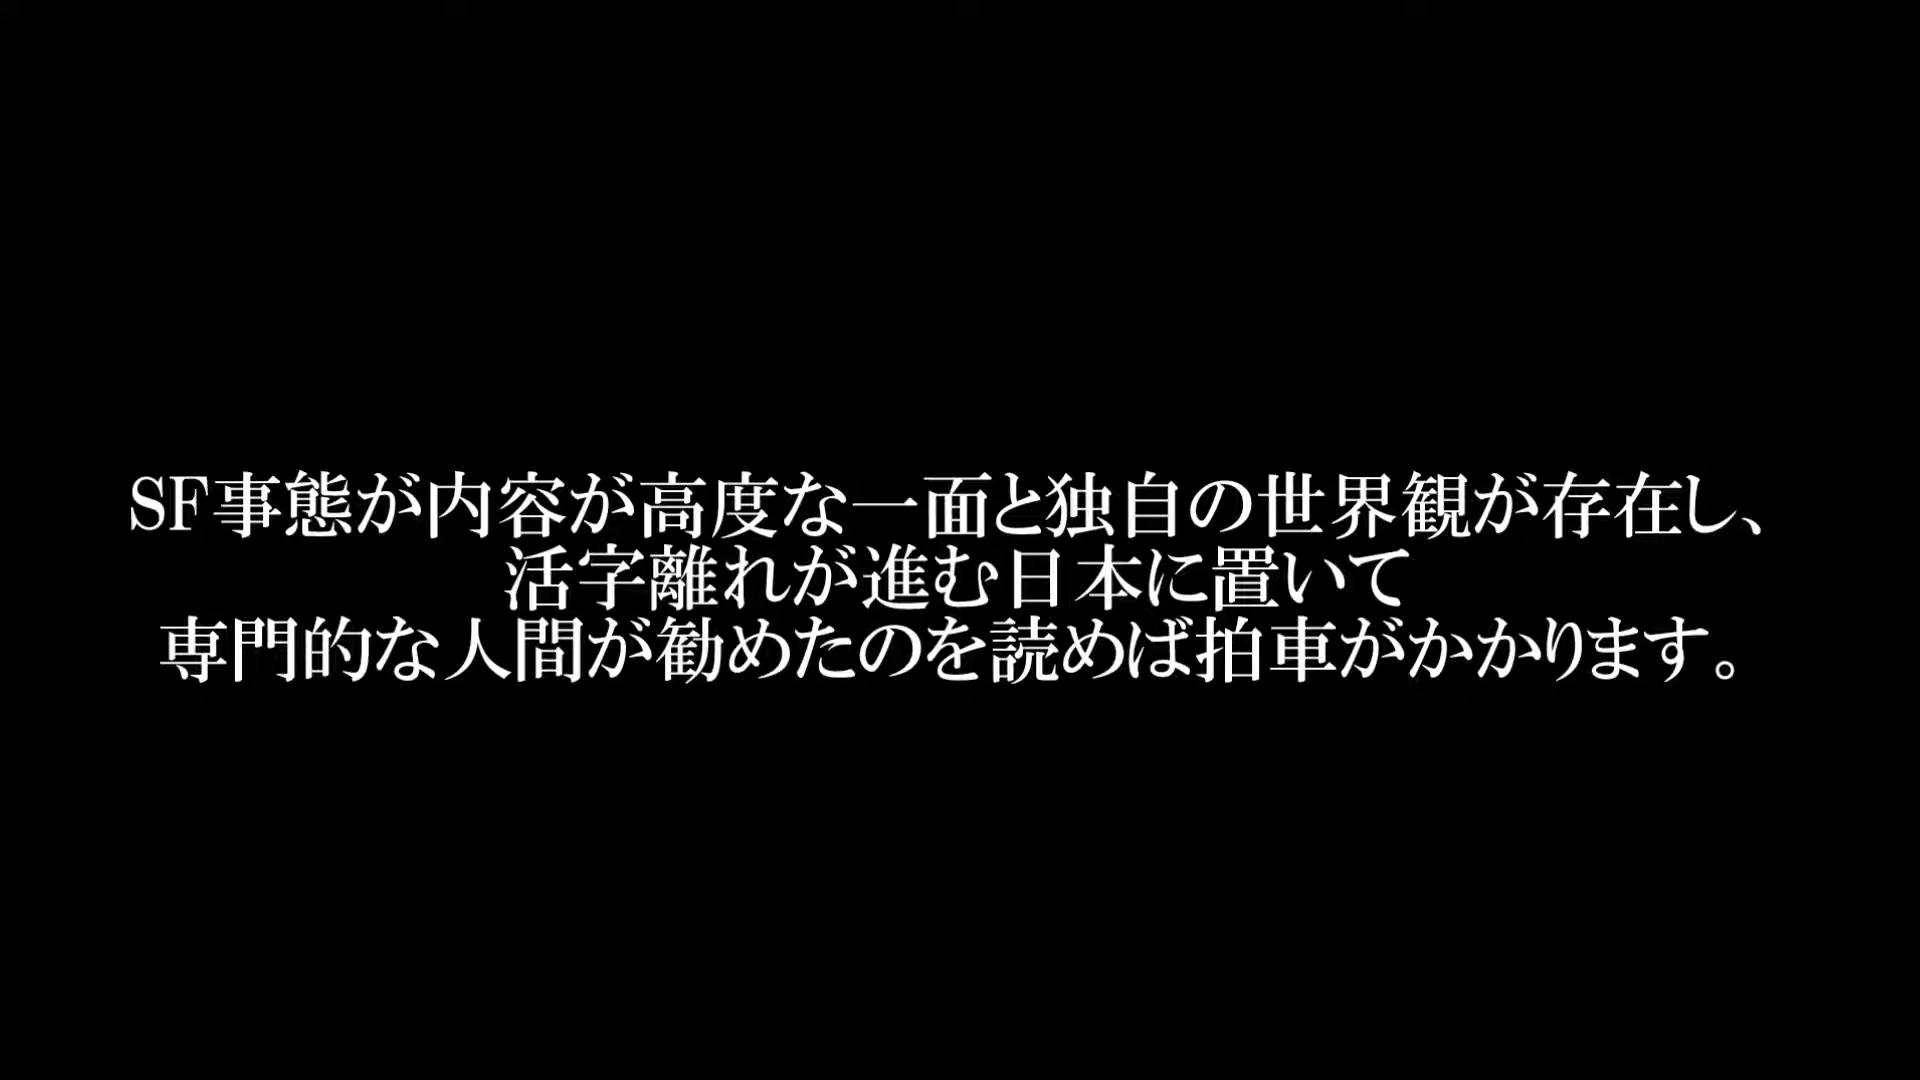 SF事態が内容が高度な一面と独自の世界観が存在し、
活字離れが進む日本に置いて
専門的な人間が勧めたのを読めば拍車がかかります。